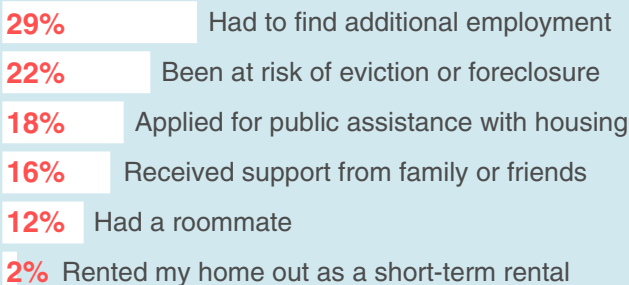 29% Had to find additional employment
22% Been at risk of eviction or foreclosure
18% Applied for public assistance with housing
16% Received support from family or friends
12% Had a roommate
2% Rented my home out as a short-term rental